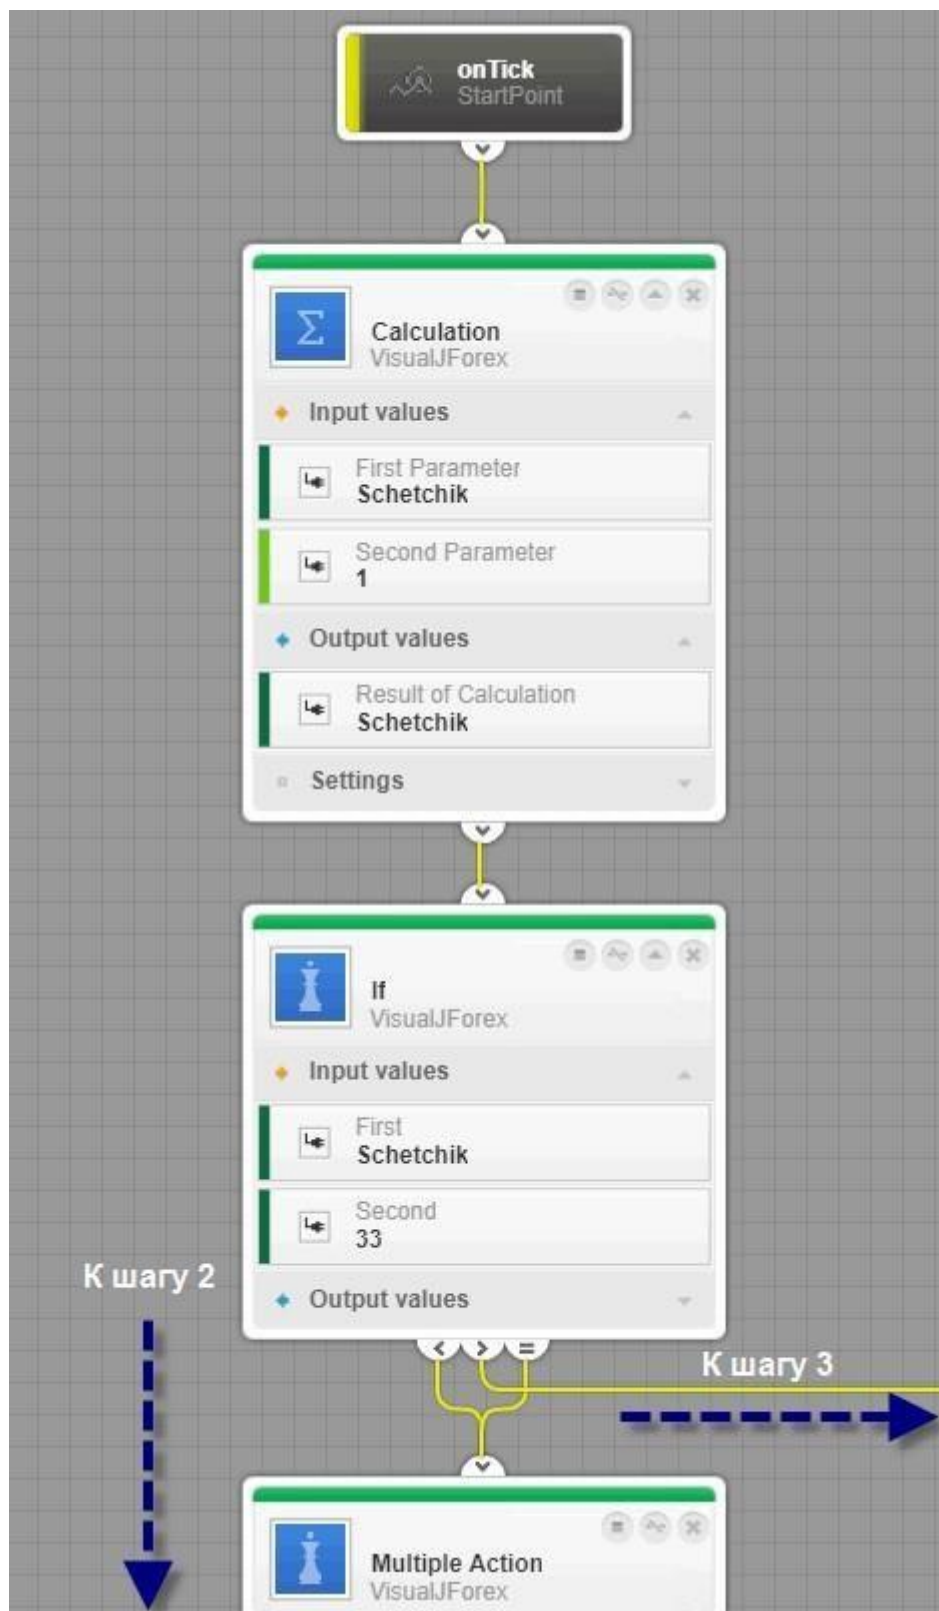 onTick
StartPoint
Calculation
VisualJForex
Input values
First Parameter
Schetchik
Second Parameter
1
Output values
Result of Calculation
Schetchik
Settings
If
VisualJForex
Input values
First
Schetchik
Second
33
К шагу 2
Output values
< > =
К шагу 3
Multiple Action
VisualJForex